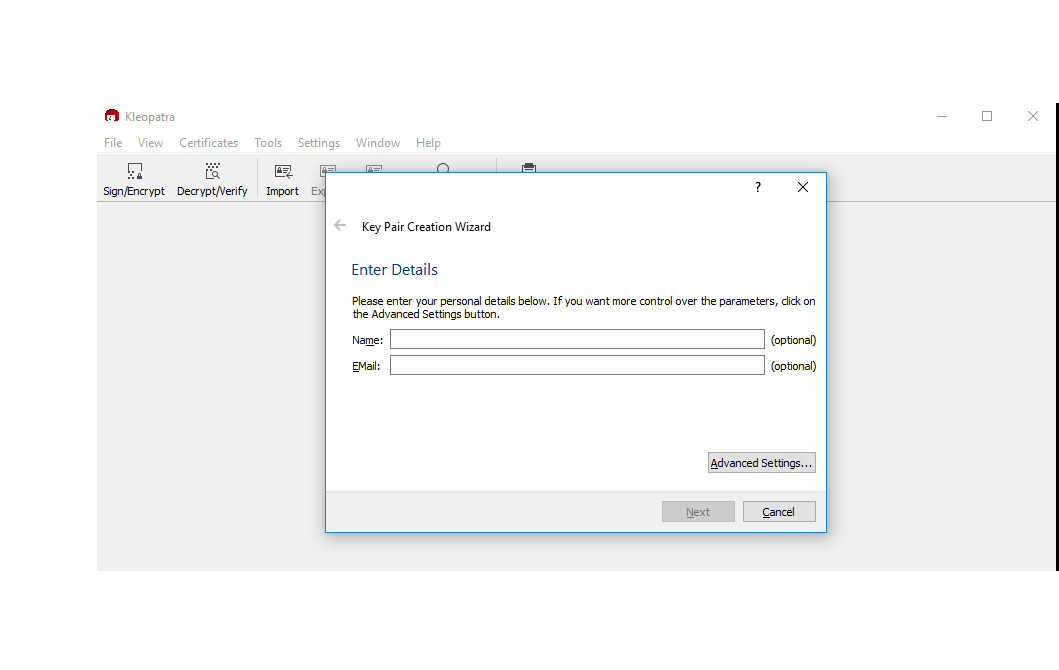 Kleopatra
File View Certificates Tools Settings Window Help
Sign/Encrypt Decrypt/Verify Import
?
Key Pair Creation Wizard
Enter Details
Please enter your personal details below. If you want more control over the parameters, click on
the Advanced Settings button.
Name: (optional)
EMail: (optional)
Advanced Settings...
Next Cancel